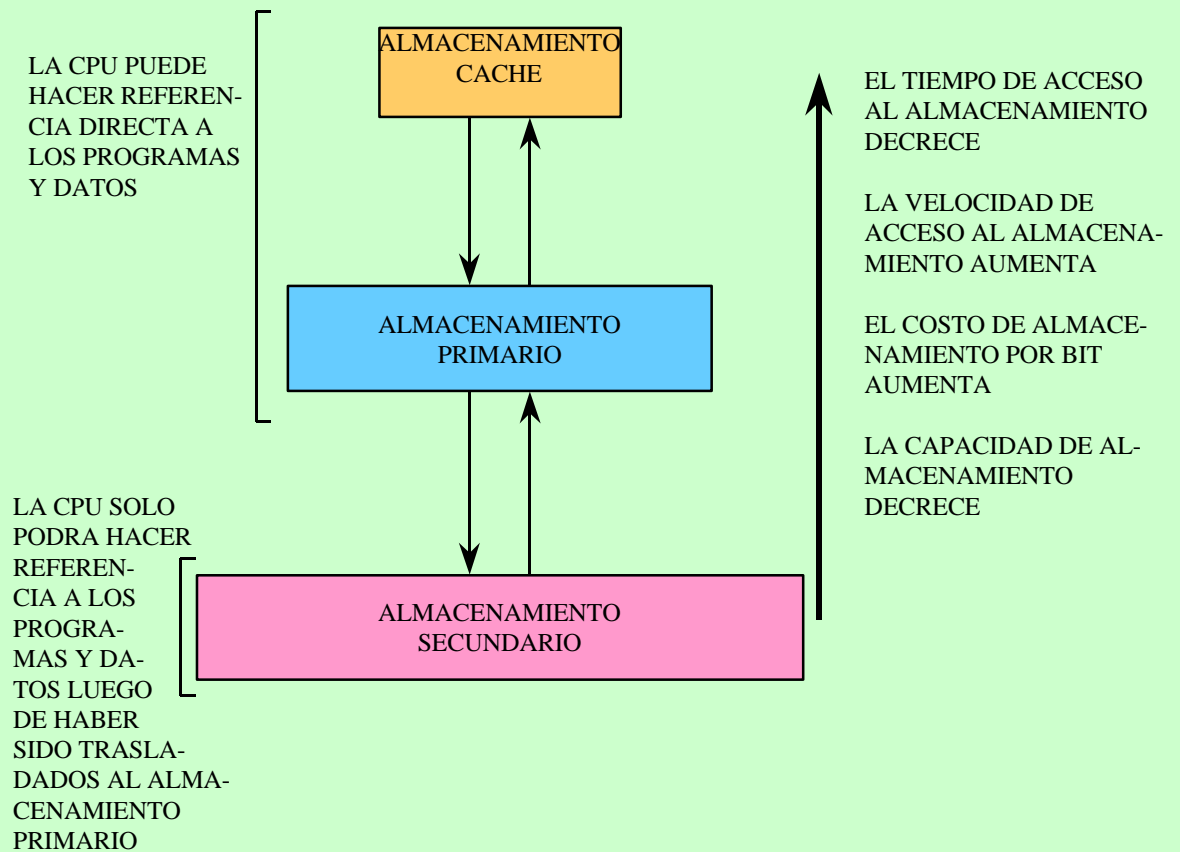 ALMACENAMIENTO
CACHE
LA CPU PUEDE
HACER REFEREN-
CIA DIRECTA A
LOS PROGRAMAS
Y DATOS
EL TIEMPO DE ACCESO
AL ALMACENAMIENTO
DECRECE
LA VELOCIDAD DE
ACCESO AL ALMACENA-
MIENTO AUMENTA
EL COSTO DE ALMACE-
NAMIENTO POR BIT
AUMENTA
LA CAPACIDAD DE AL-
MACENAMIENTO
DECRECE
ALMACENAMIENTO
PRIMARIO
LA CPU SOLO
PODRA HACER
REFEREN-
CIA A LOS
PROGRA-
MAS Y DA-
TOS LUEGO
DE HABER
SIDO TRASLA-
DADOS AL ALMA-
CENAMIENTO
PRIMARIO
ALMACENAMIENTO
SECUNDARIO